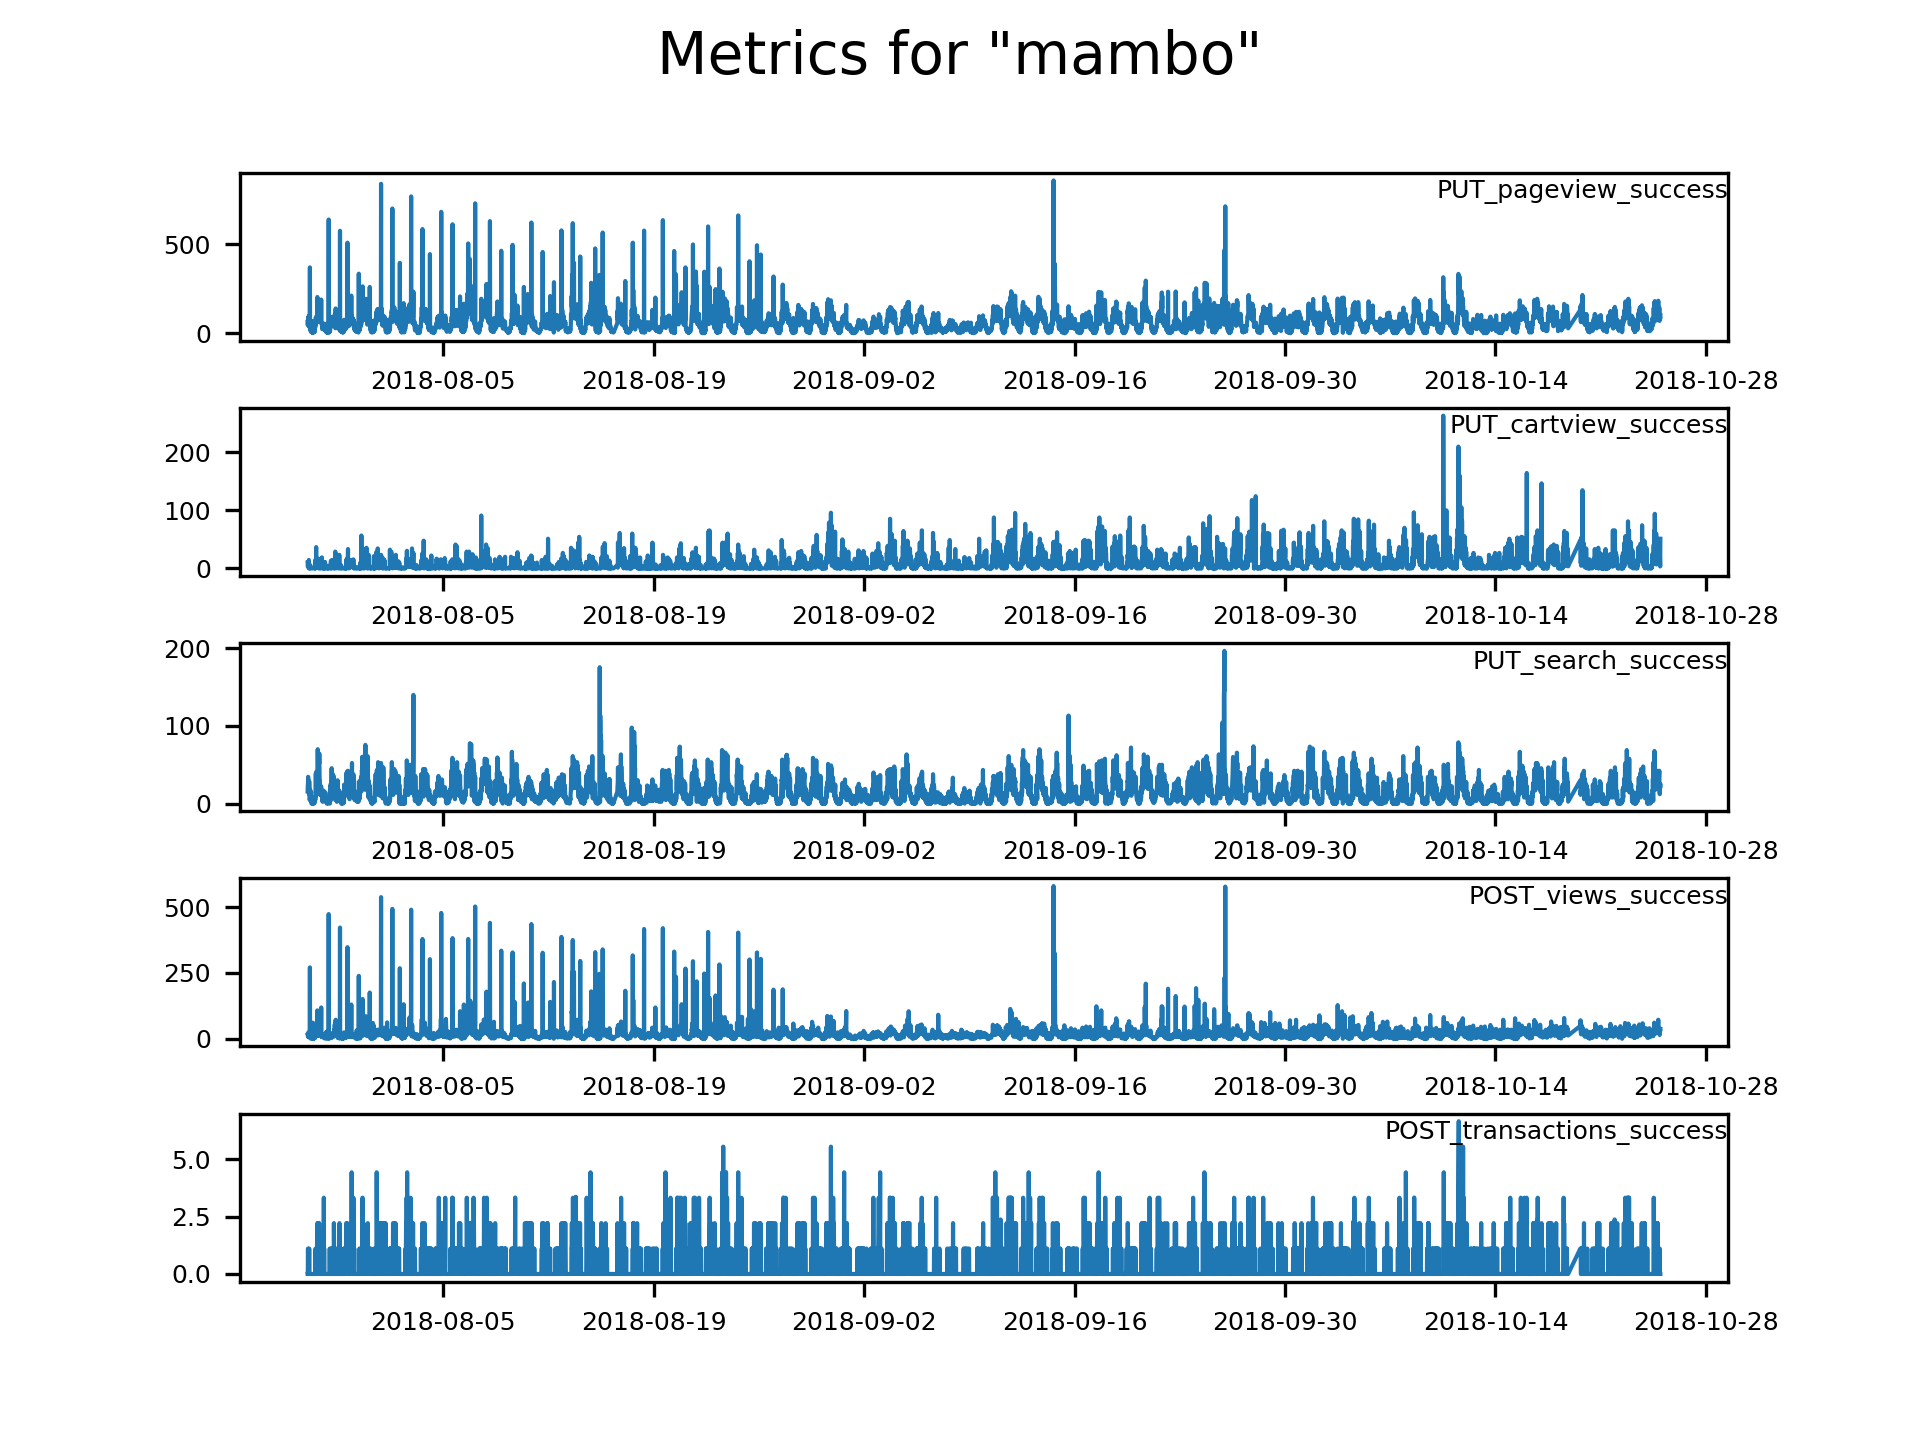 Metrics for "mambo"
PUT_pageview_success
500
0
2018-08-05 2018-08-19 2018-09-02 2018-09-16 2018-09-30 2018-10-14 2018-10-28
PUT_cartview_success
200
100
0
2018-08-05 2018-08-19 2018-09-02 2018-09-16 2018-09-30 2018-10-14 2018-10-28
200
PUT_search_success
100
0
2018-08-05 2018-08-19 2018-09-02 2018-09-16 2018-09-30 2018-10-14 2018-10-28
POST_views_success
500
250
0
2018-08-05 2018-08-19 2018-09-02 2018-09-16 2018-09-30 2018-10-14 2018-10-28
POST_transactions_success
5.0
2.5
0.0
2018-08-05 2018-08-19 2018-09-02 2018-09-16 2018-09-30 2018-10-14 2018-10-28